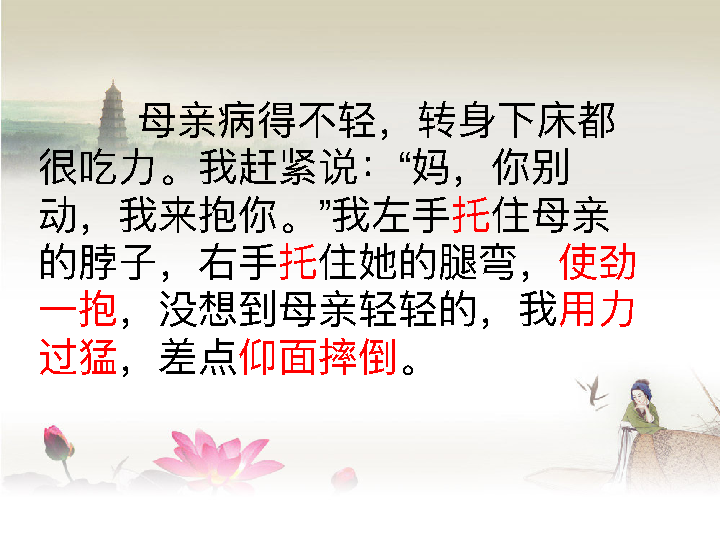 母亲病得不轻，转身下床都
很吃力。我赶紧说：“妈，你别
动，我来抱你。”我左手托住母亲
的脖子，右手托住她的腿弯，使劲
一抱，没想到母亲轻轻的，我用力
过猛，差点仰面摔倒。